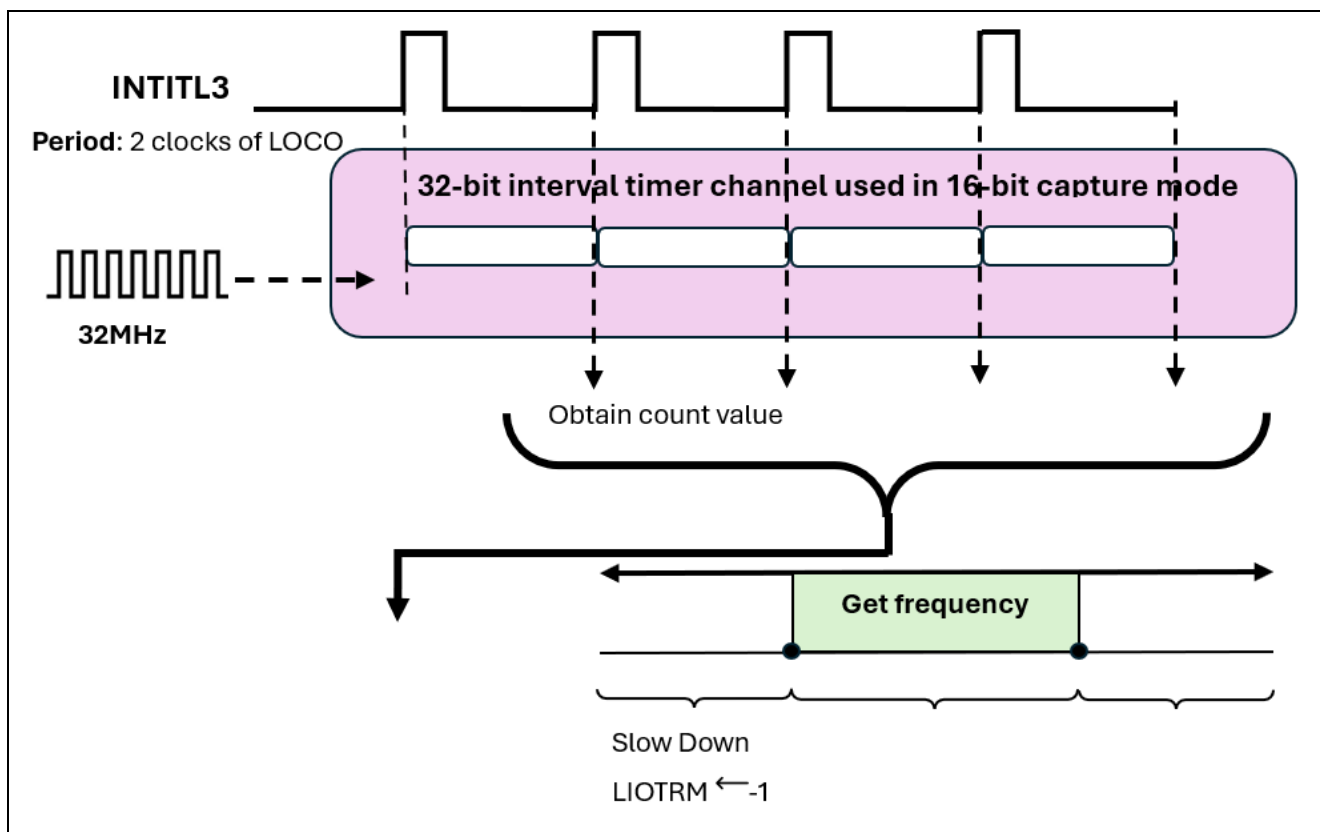 INTITL3
Period: 2 clocks of LOCO
32-bit interval timer channel used in 16-bit capture mode
32MHz
Obtain count value
Get frequency
Slow Down
LIOTRM ←-1